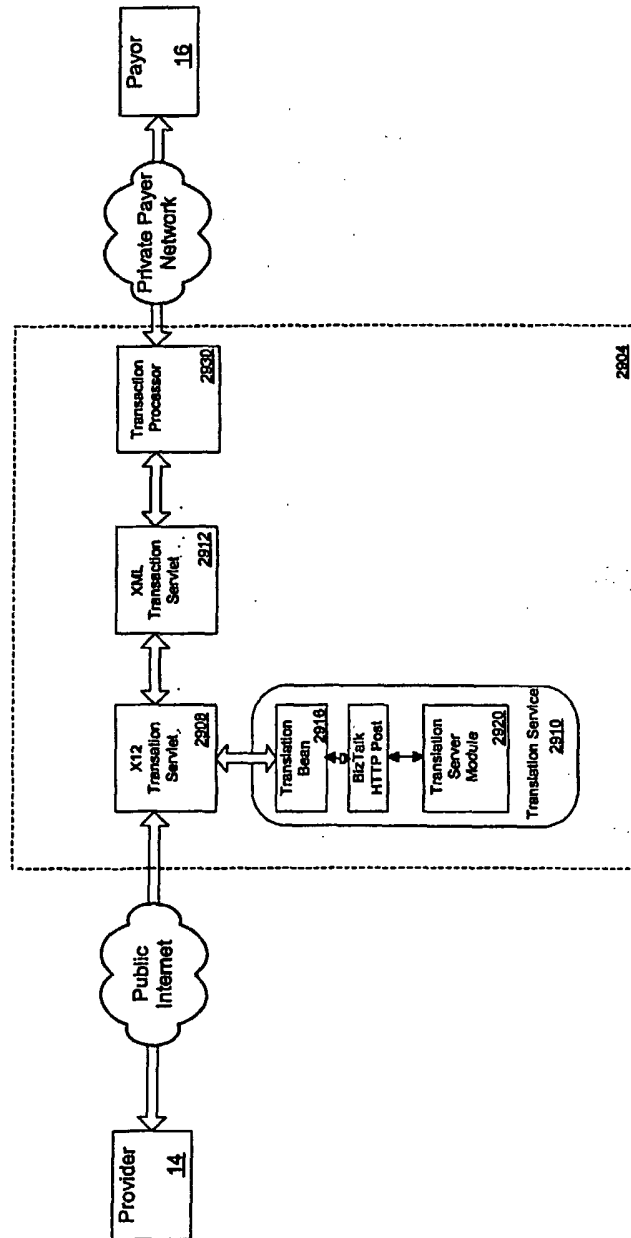 Provider
14
Public
Internet
X12
Transation
Servlet
2908
XML
Transaction
Servlet
2912
Transaction
Processor
2930
Private Payer
Network
Payor
16
Translation
Bean
2916
BizTalk
HTTP Post
Translation
Server
Module
2920
Translation Service
2910
2904